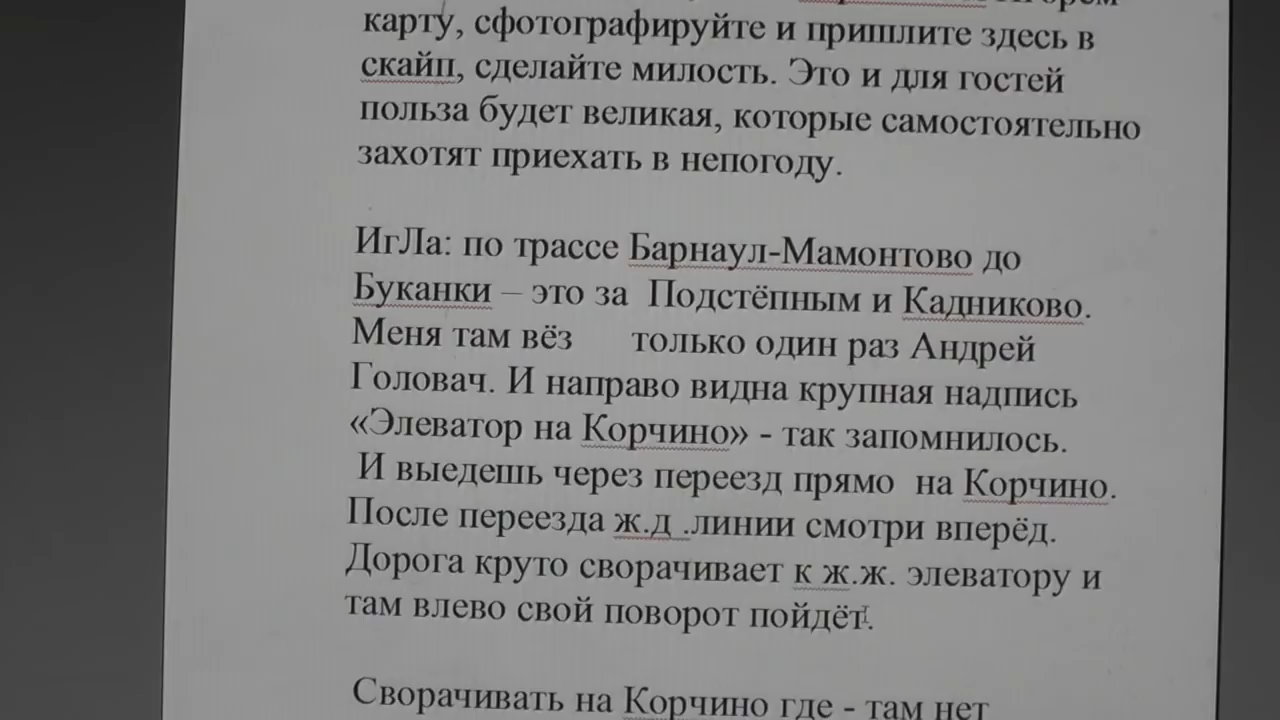 карту, сфотографируйте и пришлите здесь в
скайп, сделайте милость. Это и для гостей
польза будет великая, которые самостоятельно
захотят приехать в непогоду.
ИгЛа: по трассе Барнаул-Мамонтово до
Буканки – это за Подстёпным и Кадниково.
Меня там вёз только один раз Андрей
Головач. И направо видна крупная надпись
«Элеватор на Корчино» - так запомнилось.
И выедешь через переезд прямо на Корчино.
После переезда ж.д .линии смотри вперёд.
Дорога круто сворачивает к ж.ж. элеватору и
там влево свой поворот пойдёт.
Сворачивать на Корчино где - там нет